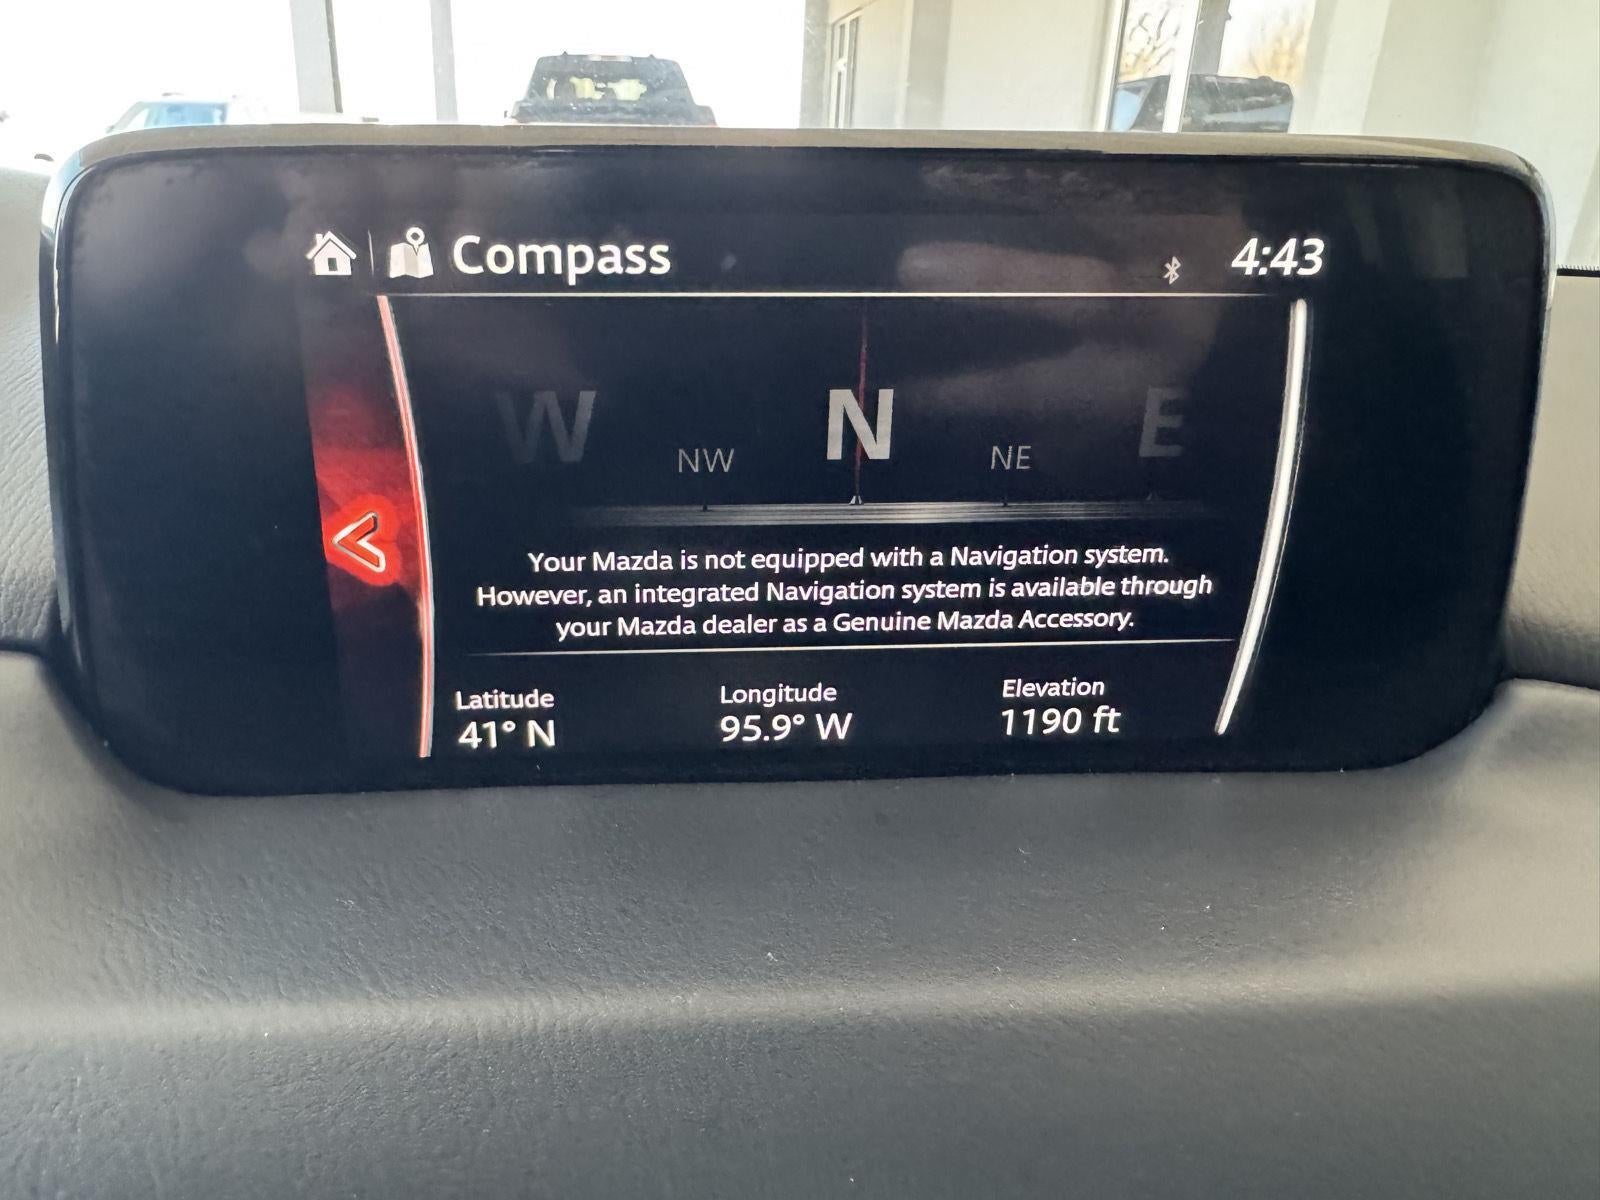 Compass
4:43
W NW N NE E
Your Mazda is not equipped with a Navigation system.
However, an integrated Navigation system is available through
your Mazda dealer as a Genuine Mazda Accessory.
Latitude Longitude Elevation
41° N 95.9° W 1190 ft